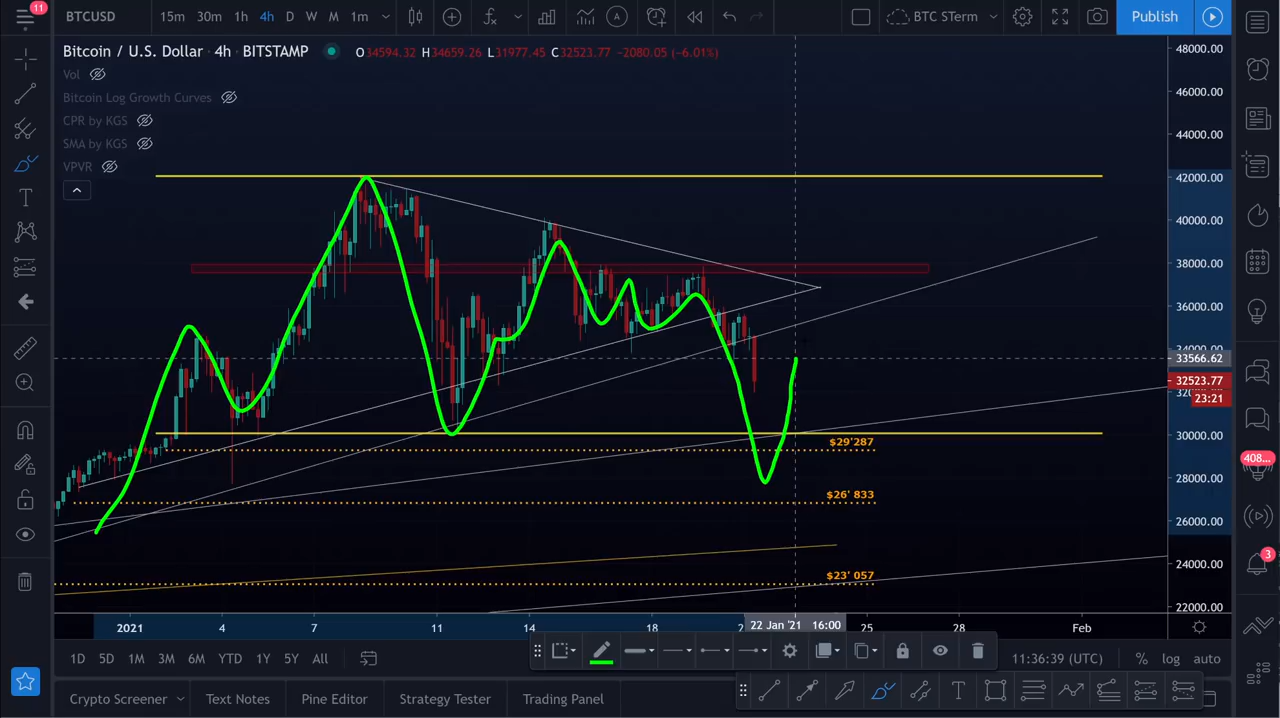 11
BTCUSD 15m 30m 1h 4h D W M 1m BTC STerm Publish
Bitcoin / U.S. Dollar · 4h · BITSTAMP O34594.32 H34659.26 L31977.45 C32523.77 −2080.05 (−6.01%)
Vol
Bitcoin Log Growth Curves
CPR by KGS
SMA by KGS
VPVR
48000.00
46000.00
44000.00
42000.00
40000.00
38000.00
36000.00
33566.62
32523.77
23:21
30000.00
28000.00
26000.00
24000.00
22000.00
$29'287
$26' 833
$23' 057
408...
3
2021 4 7 11 14 18 22 Jan '21 16:00 25 28 Feb
1D 5D 1M 3M 6M YTD 1Y 5Y All 11:36:39 (UTC) % log auto
Crypto Screener Text Notes Pine Editor Strategy Tester Trading Panel